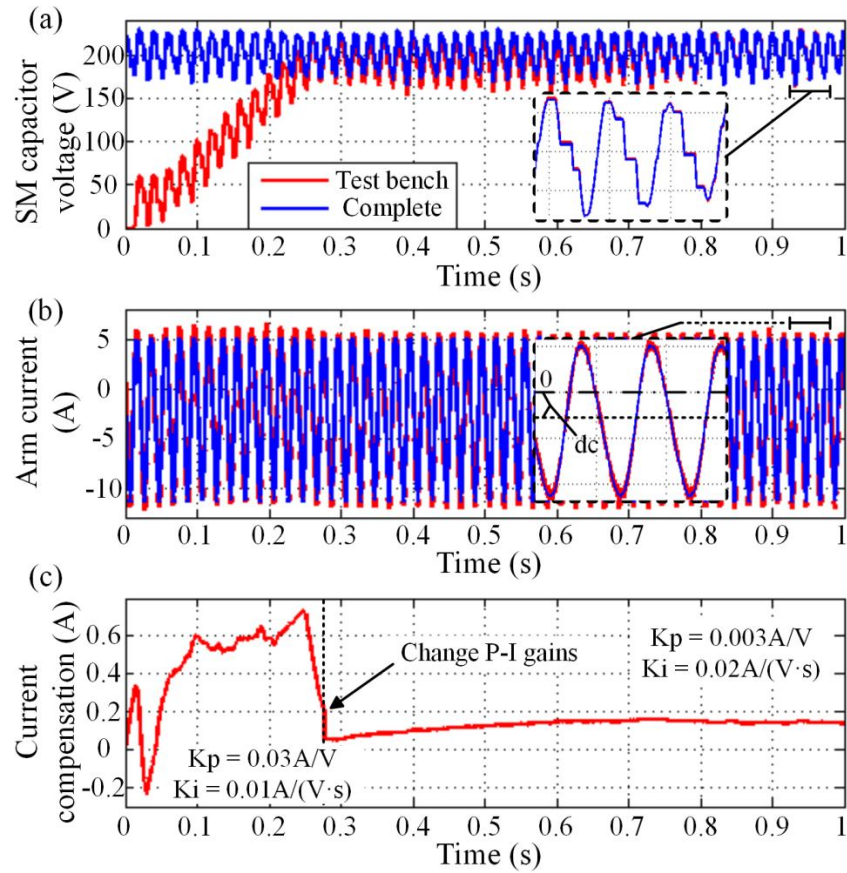 (a)
SM capacitor
voltage (V)
200
150
100
50
0
Test bench
Complete
0 0.1 0.2 0.3 0.4 0.5 0.6 0.7 0.8 0.9 1
Time (s)
(b)
Arm current
(A)
5
0
-5
-10
0
dc
0 0.1 0.2 0.3 0.4 0.5 0.6 0.7 0.8 0.9 1
Time (s)
(c)
Current
compensation (A)
0.6
0.4
0.2
0
-0.2
Change P-I gains
Kp = 0.003A/V
Ki = 0.02A/(V·s)
Kp = 0.03A/V
Ki = 0.01A/(V·s)
0 0.1 0.2 0.3 0.4 0.5 0.6 0.7 0.8 0.9 1
Time (s)